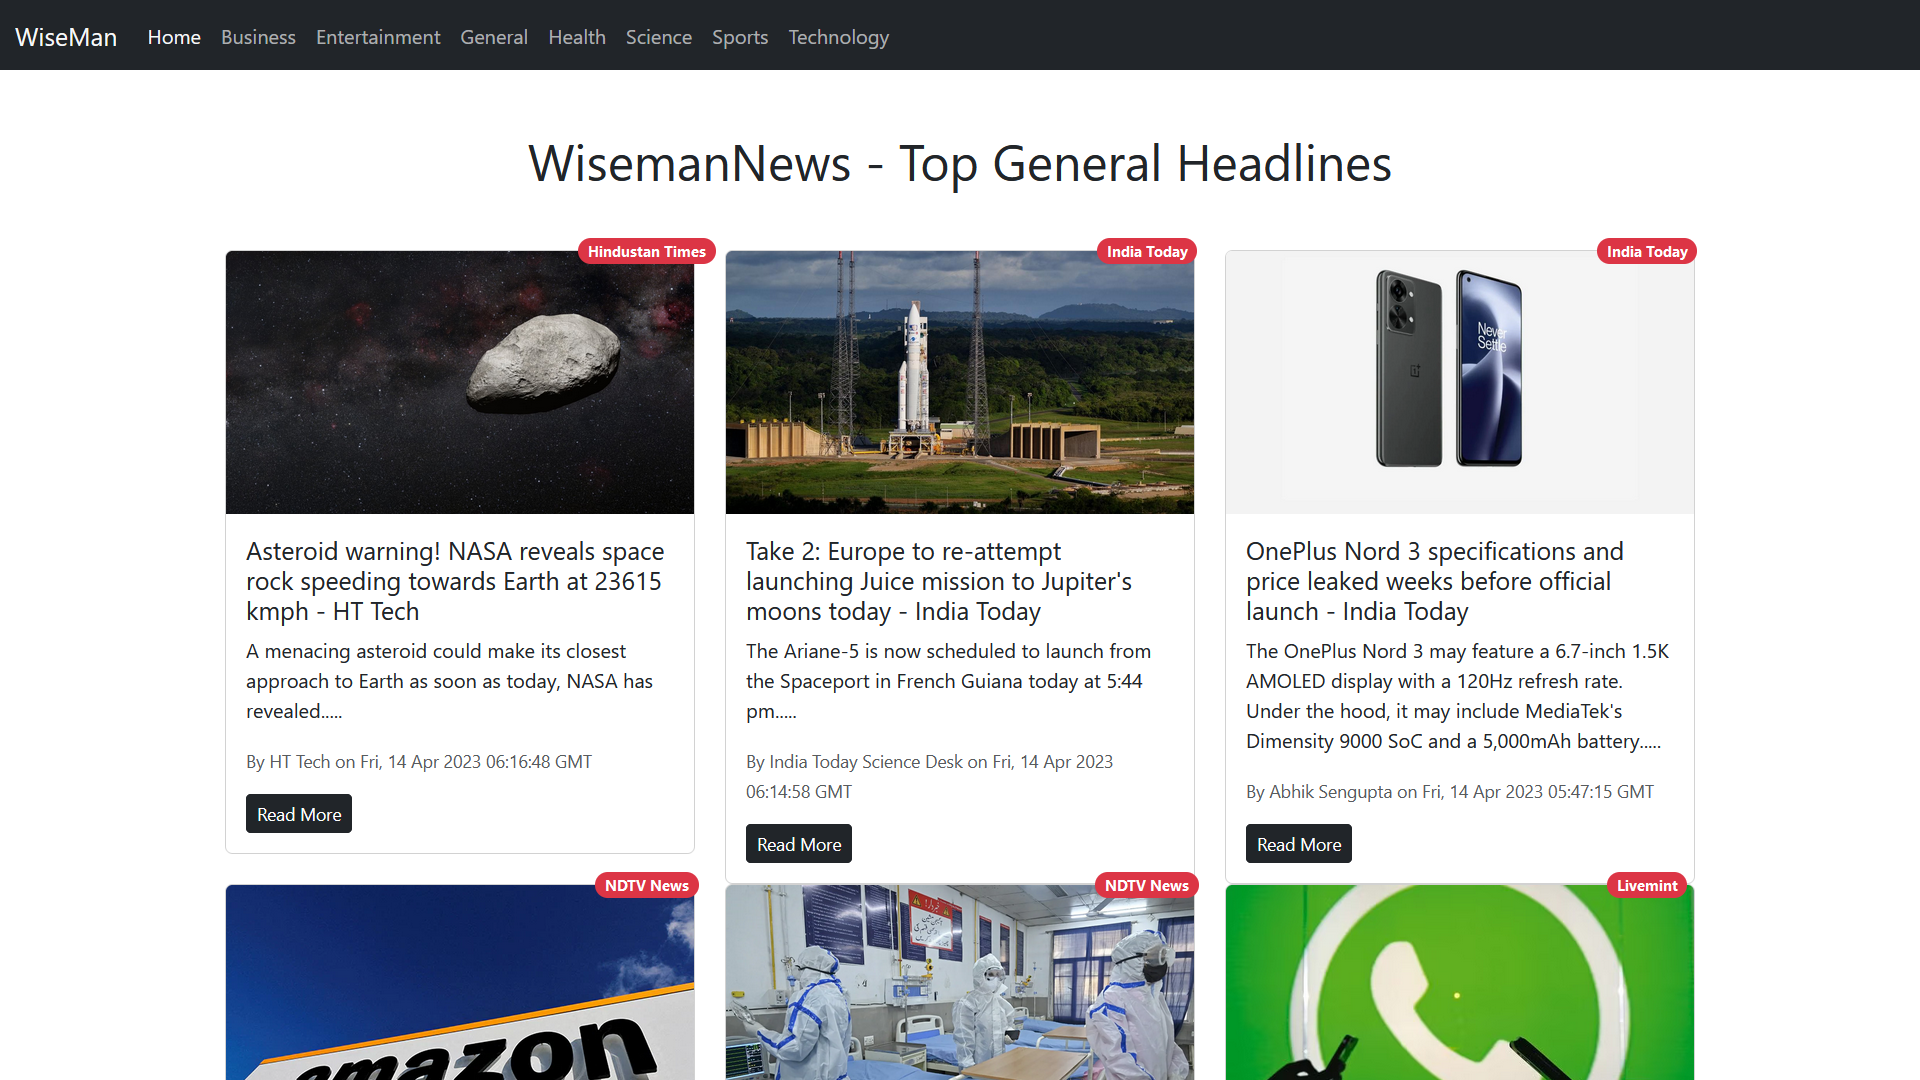 WiseMan Home Business Entertainment General Health Science Sports Technology
WisemanNews - Top General Headlines
Hindustan Times
Asteroid warning! NASA reveals space
rock speeding towards Earth at 23615
kmph - HT Tech
A menacing asteroid could make its closest
approach to Earth as soon as today, NASA has
revealed.....
By HT Tech on Fri, 14 Apr 2023 06:16:48 GMT
Read More
India Today
Take 2: Europe to re-attempt
launching Juice mission to Jupiter's
moons today - India Today
The Ariane-5 is now scheduled to launch from
the Spaceport in French Guiana today at 5:44
pm.....
By India Today Science Desk on Fri, 14 Apr 2023
06:14:58 GMT
Read More
India Today
Never
Settle
OnePlus Nord 3 specifications and
price leaked weeks before official
launch - India Today
The OnePlus Nord 3 may feature a 6.7-inch 1.5K
AMOLED display with a 120Hz refresh rate.
Under the hood, it may include MediaTek's
Dimensity 9000 SoC and a 5,000mAh battery.....
By Abhik Sengupta on Fri, 14 Apr 2023 05:47:15 GMT
Read More
NDTV News
amazon
NDTV News
Livemint